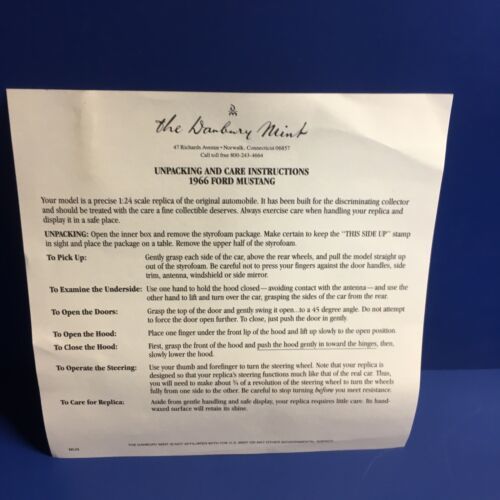 DM
the Danbury Mint
47 Richards Avenue • Norwalk, Connecticut 06857
Call toll free 800-243-4664
UNPACKING AND CARE INSTRUCTIONS
1966 FORD MUSTANG
Your model is a precise 1:24 scale replica of the original automobile. It has been built for the discriminating collector
and should be treated with the care a fine collectible deserves. Always exercise care when handling your replica and
display it in a safe place.
UNPACKING: Open the inner box and remove the styrofoam package. Make certain to keep the "THIS SIDE UP" stamp
in sight and place the package on a table. Remove the upper half of the styrofoam.
To Pick Up: Gently grasp each side of the car, above the rear wheels, and pull the model straight up
out of the styrofoam. Be careful not to press your fingers against the door handles, side
trim, antenna, windshield or side mirror.
To Examine the Underside: Use one hand to hold the hood closed—avoiding contact with the antenna—and use the
other hand to lift and turn over the car, grasping the sides of the car from the rear.
To Open the Doors: Grasp the top of the door and gently swing it open...to a 45 degree angle. Do not attempt
to force the door open further. To close, just push the door in gently.
To Open the Hood: Place one finger under the front lip of the hood and lift up slowly to the open position.
To Close the Hood: First, grasp the front of the hood and push the hood gently in toward the hinges, then,
slowly lower the hood.
To Operate the Steering: Use your thumb and forefinger to turn the steering wheel. Note that your replica is
designed so that your replica's steering functions much like that of the real car. Thus,
you will need to make about ¾ of a revolution of the steering wheel to turn the wheels
fully from one side to the other. Be careful to stop turning before you meet resistance.
To Care for Replica: Aside from gentle handling and safe display, your replica requires little care. Its hand-
waxed surface will retain its shine.
THE DANBURY MINT IS NOT AFFILIATED WITH THE U.S. MINT OR ANY OTHER GOVERNMENTAL AGENCY.